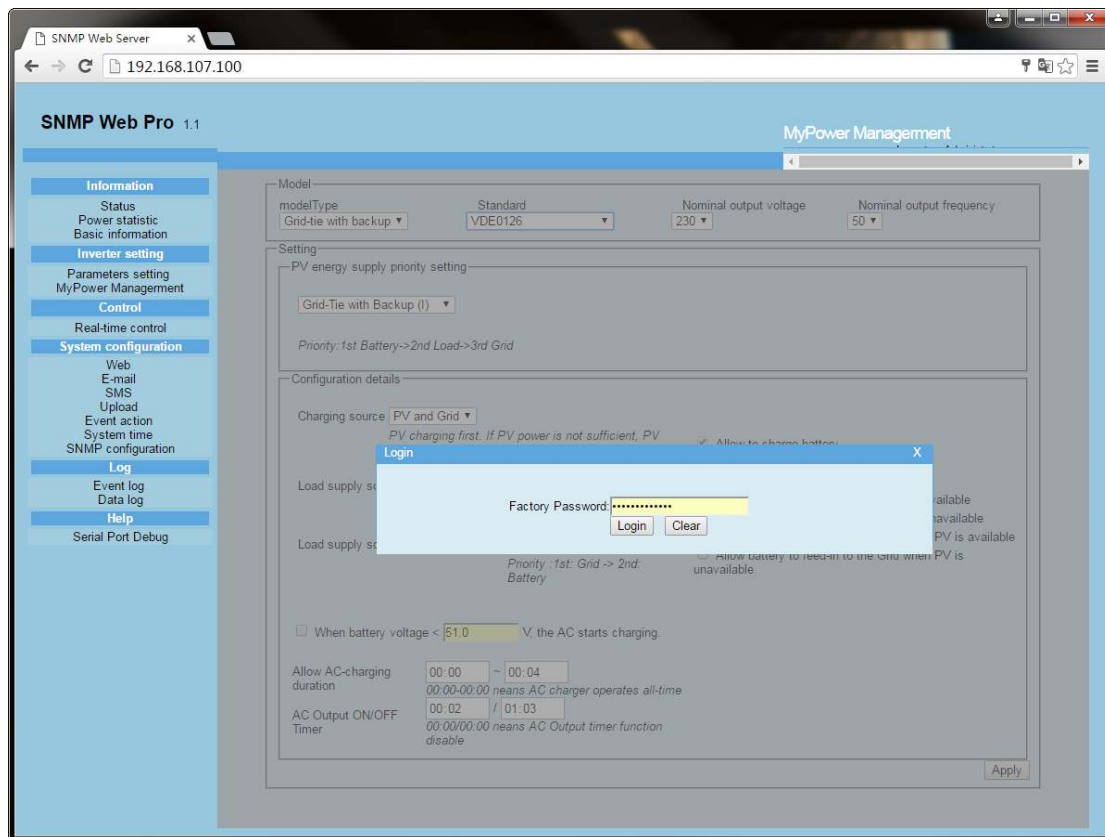 SNMP Web Server
192.168.107.100
SNMP Web Pro 1.1
MyPower Managerment
Information
Status
Power statistic
Basic information
Inverter setting
Parameters setting
MyPower Managerment
Control
Real-time control
System configuration
Web
E-mail
SMS
Upload
Event action
System time
SNMP configuration
Log
Event log
Data log
Help
Serial Port Debug
Model
modelType
Standard
Nominal output voltage
Nominal output frequency
Grid-tie with backup
VDE0126
230
50
Setting
PV energy supply priority setting
Grid-Tie with Backup (I)
Priority:1st Battery->2nd Load->3rd Grid
Configuration details
Charging source PV and Grid
PV charging first. If PV power is not sufficient, PV
Allow to charge battery
Login X
Factory Password:
Login Clear
Load supply
Load supply
PV is available
Allow battery to feed-in to the Grid when PV is
unavailable
Priority :1st: Grid -> 2nd:
Battery
When battery voltage < 51.0 V, the AC starts charging.
Allow AC-charging
duration
00:00 ~ 00:04
00:00-00:00 neans AC charger operates all-time
AC Output ON/OFF
Timer
00:02 / 01:03
00:00/00:00 neans AC Output timer function
disable
Apply